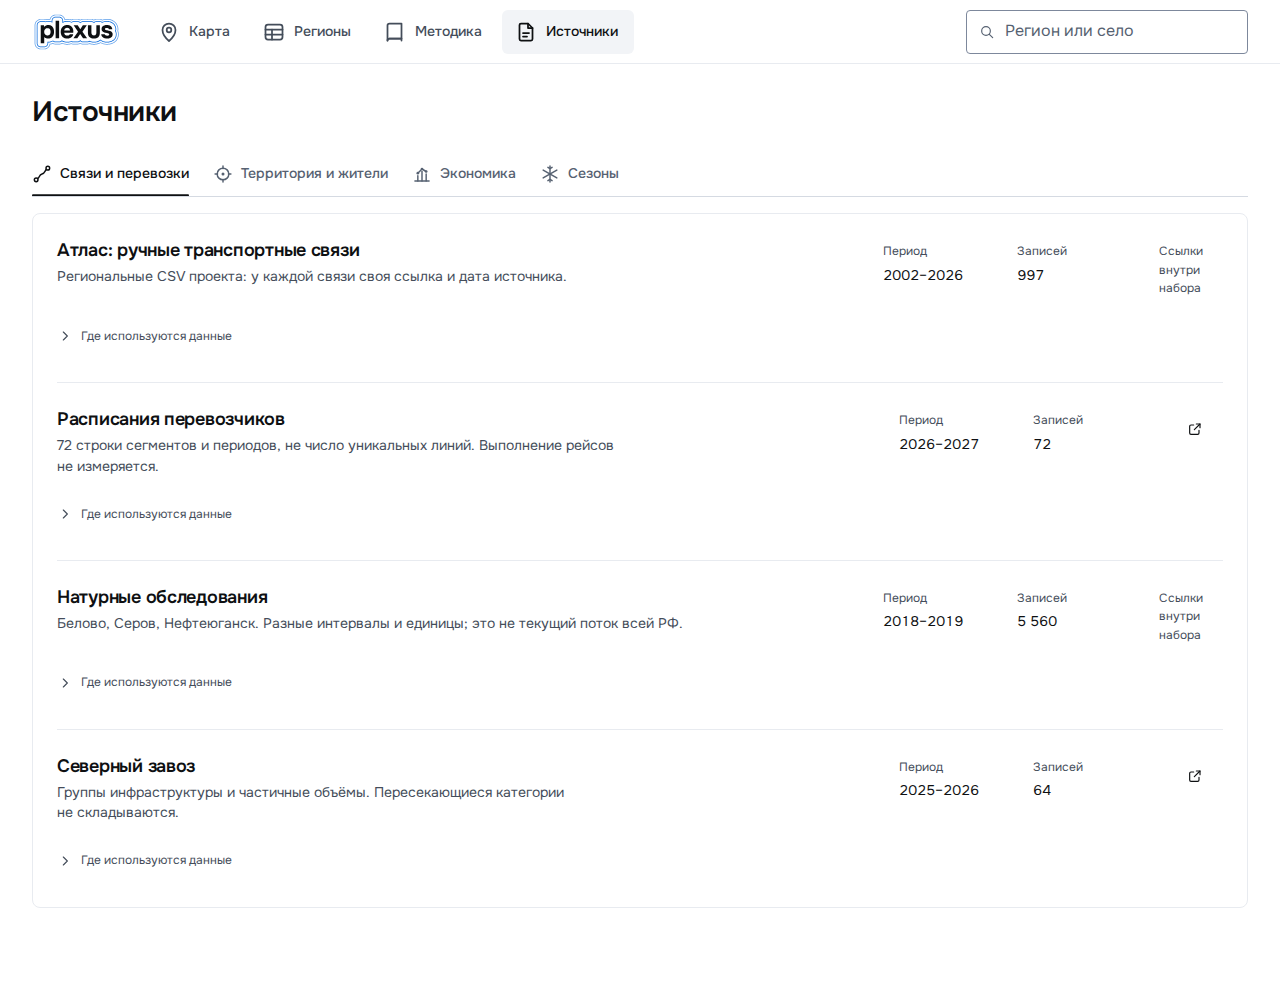 plexus
Карта
Регионы
Методика
Источники
Регион или село
Источники
Связи и перевозки
Территория и жители
Экономика
Сезоны
Атлас: ручные транспортные связи
Региональные CSV проекта: у каждой связи своя ссылка и дата источника.
Период
2002–2026
Записей
997
Ссылки
внутри
набора
Где используются данные
Расписания перевозчиков
72 строки сегментов и периодов, не число уникальных линий. Выполнение рейсов
не измеряется.
Период
2026–2027
Записей
72
Где используются данные
Натурные обследования
Белово, Серов, Нефтеюганск. Разные интервалы и единицы; это не текущий поток всей РФ.
Период
2018–2019
Записей
5 560
Ссылки
внутри
набора
Где используются данные
Северный завоз
Группы инфраструктуры и частичные объёмы. Пересекающиеся категории
не складываются.
Период
2025–2026
Записей
64
Где используются данные